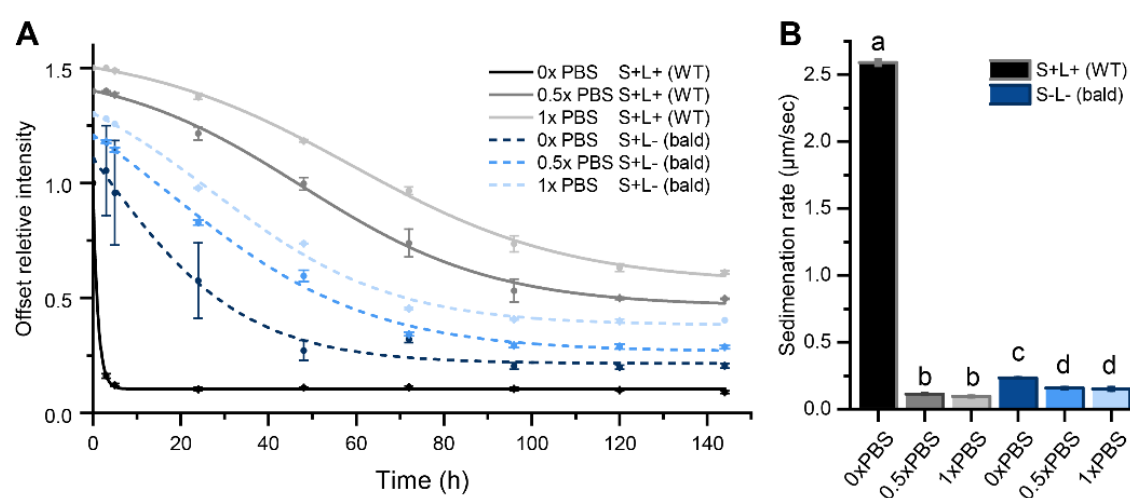 A
Offset reletive intensity
1.5
1.0
0.5
0.0
0
20
40
60
80
100
120
140
Time (h)
0x PBS S+L+ (WT)
0.5x PBS S+L+ (WT)
1x PBS S+L+ (WT)
0x PBS S+L- (bald)
0.5x PBS S+L- (bald)
1x PBS S+L- (bald)
B
Sedimenation rate (µm/sec)
2.5
2.0
1.5
1.0
0.5
0.0
a
b
b
c
d
d
S+L+ (WT)
S-L- (bald)
0xPBS
0.5xPBS
1xPBS
0xPBS
0.5xPBS
1xPBS